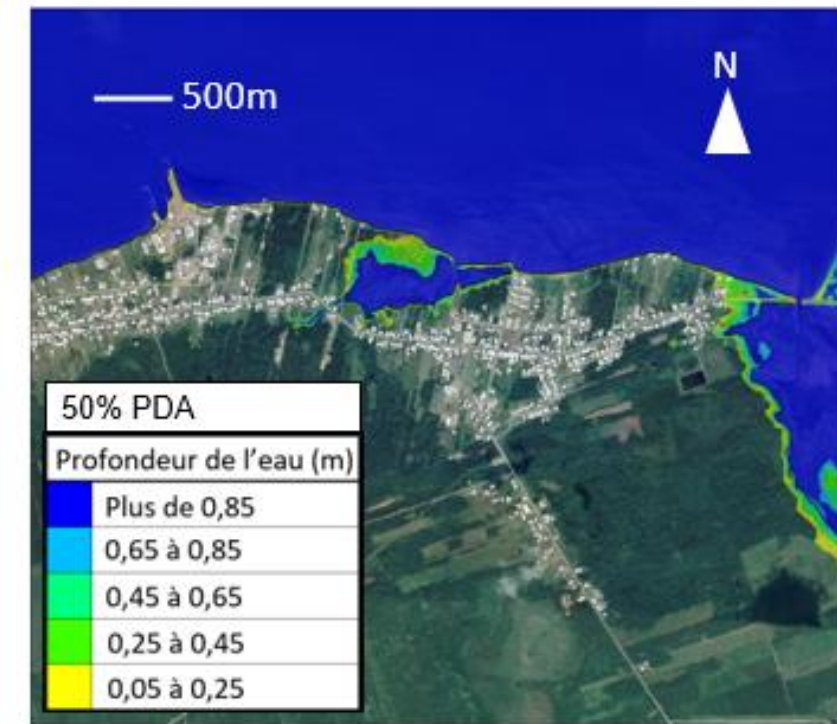 N
500m
50% PDA
Profondeur de l'eau (m)
Plus de 0,85
0,65 à 0,85
0,45 à 0,65
0,25 à 0,45
0,05 à 0,25